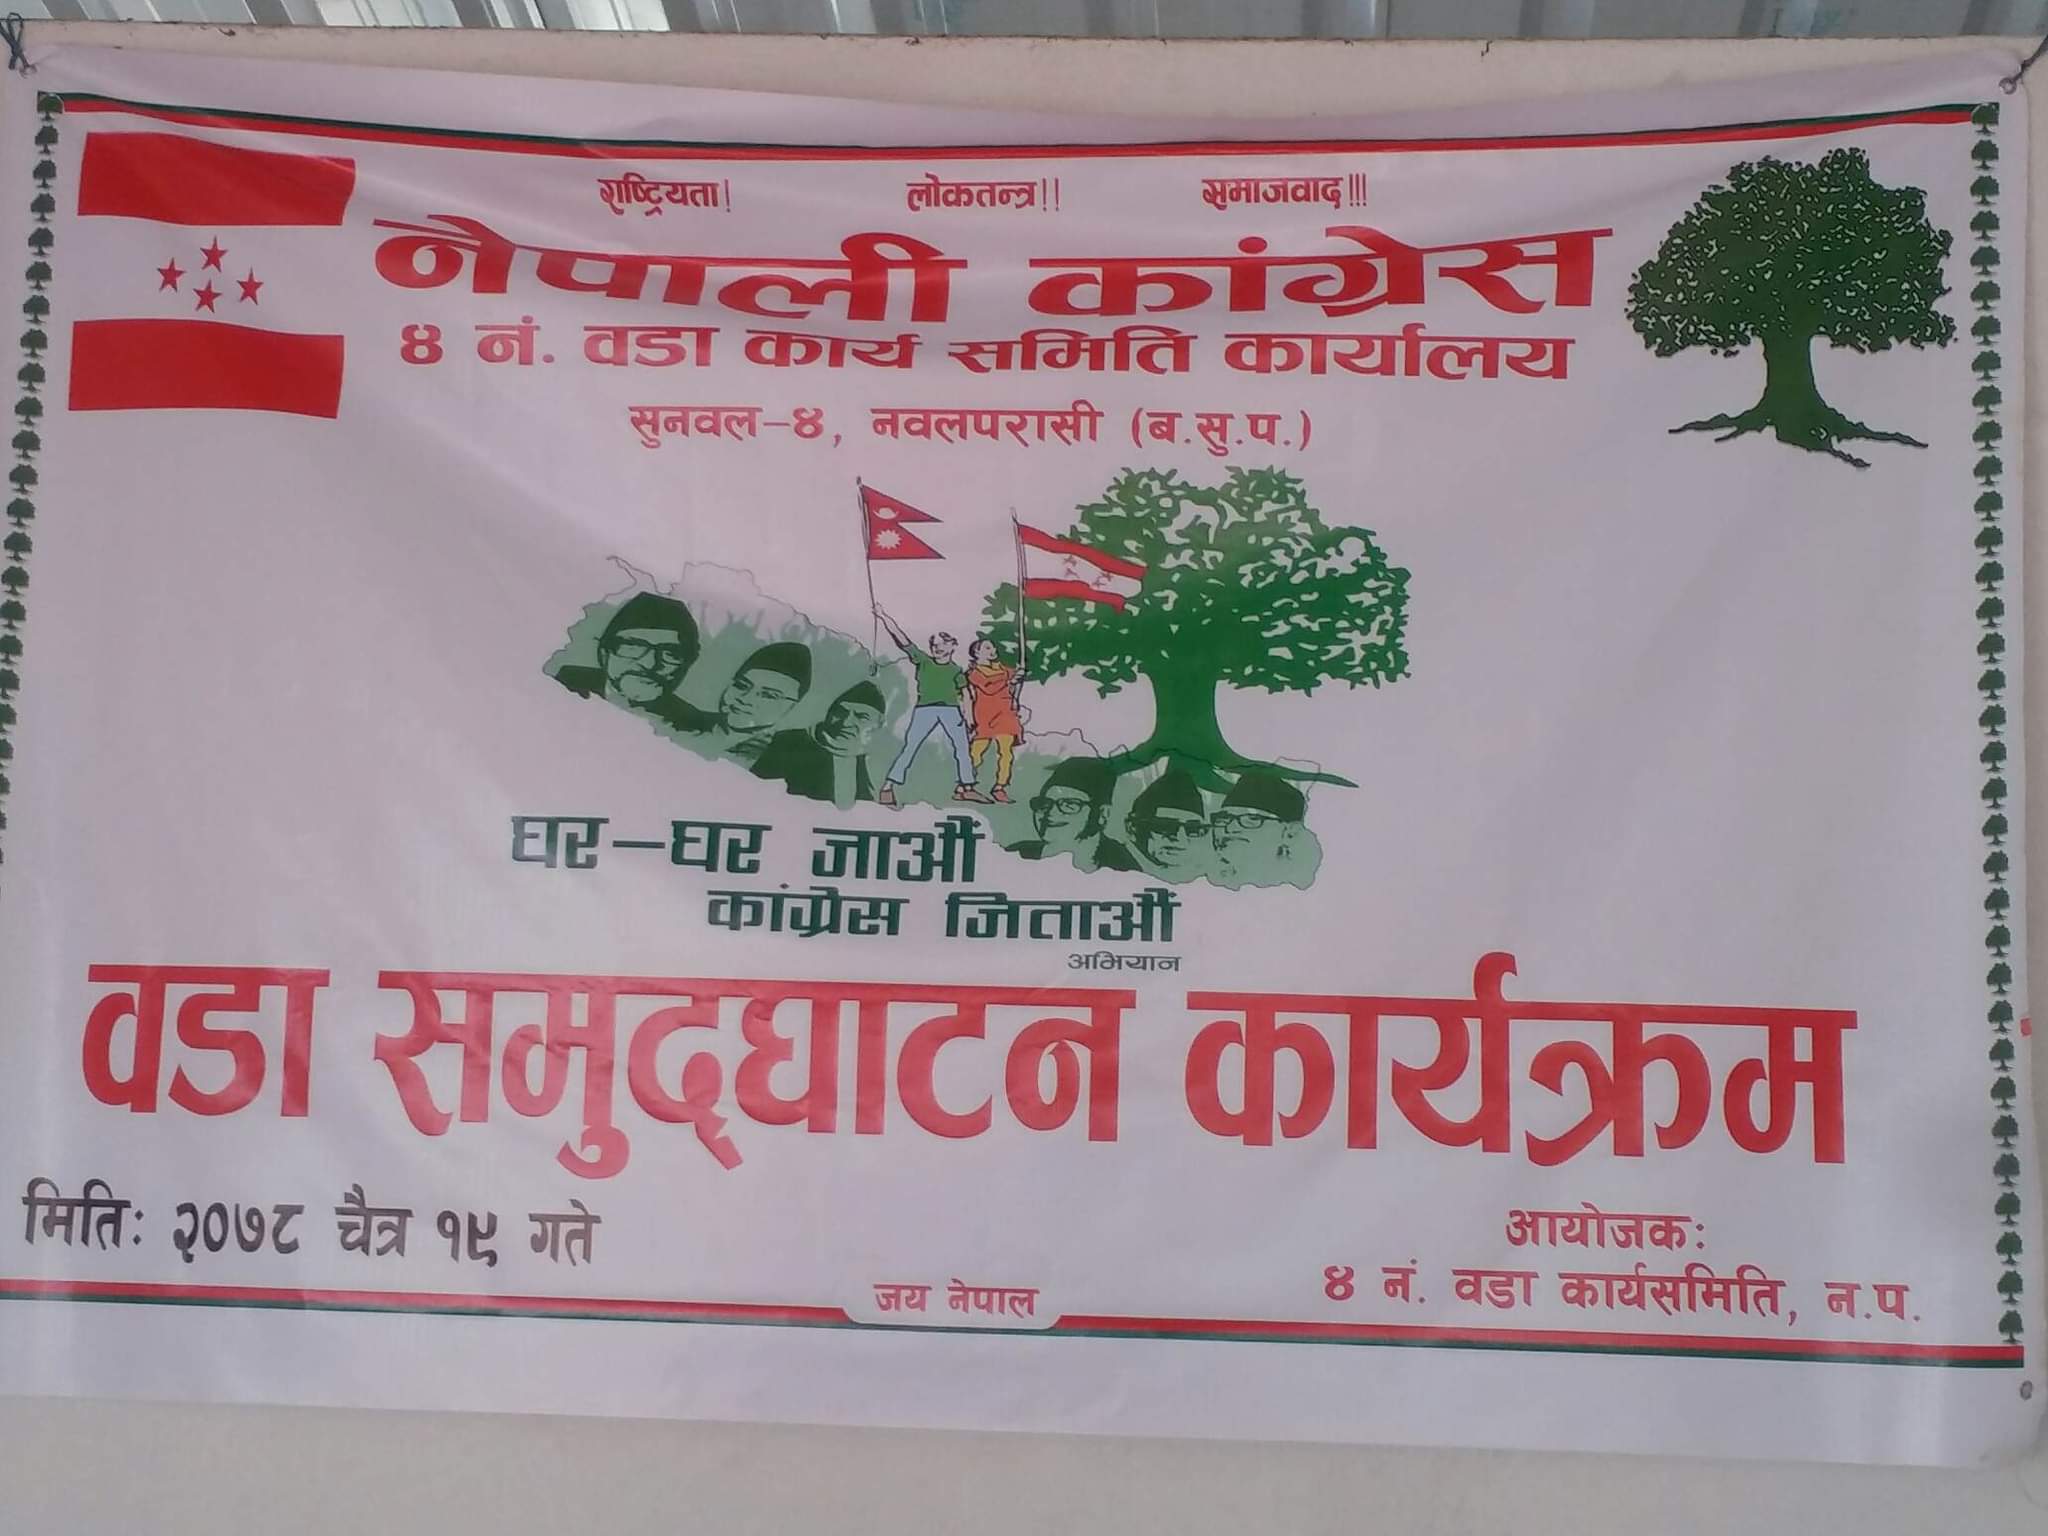 राष्ट्रियता! लोकतन्त्र!! समाजवाद!!!
नेपाली कांग्रेस
४ नं. वडा कार्य समिति कार्यालय
सुनवल-४, नवलपरासी (ब.सु.प.)
घर-घर जाऔं
कांग्रेस जिताऔं
अभियान
वडा समुद्घाटन कार्यक्रम
मितिः २०७८ चैत्र १९ गते
आयोजकः
४ नं. वडा कार्यसमिति, न.प.
जय नेपाल